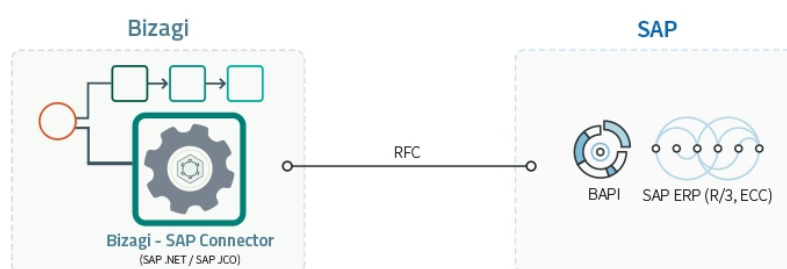 Bizagi
SAP
RFC
BAPI
SAP ERP (R/3, ECC)
Bizagi - SAP Connector
(SAP .NET / SAP JCO)